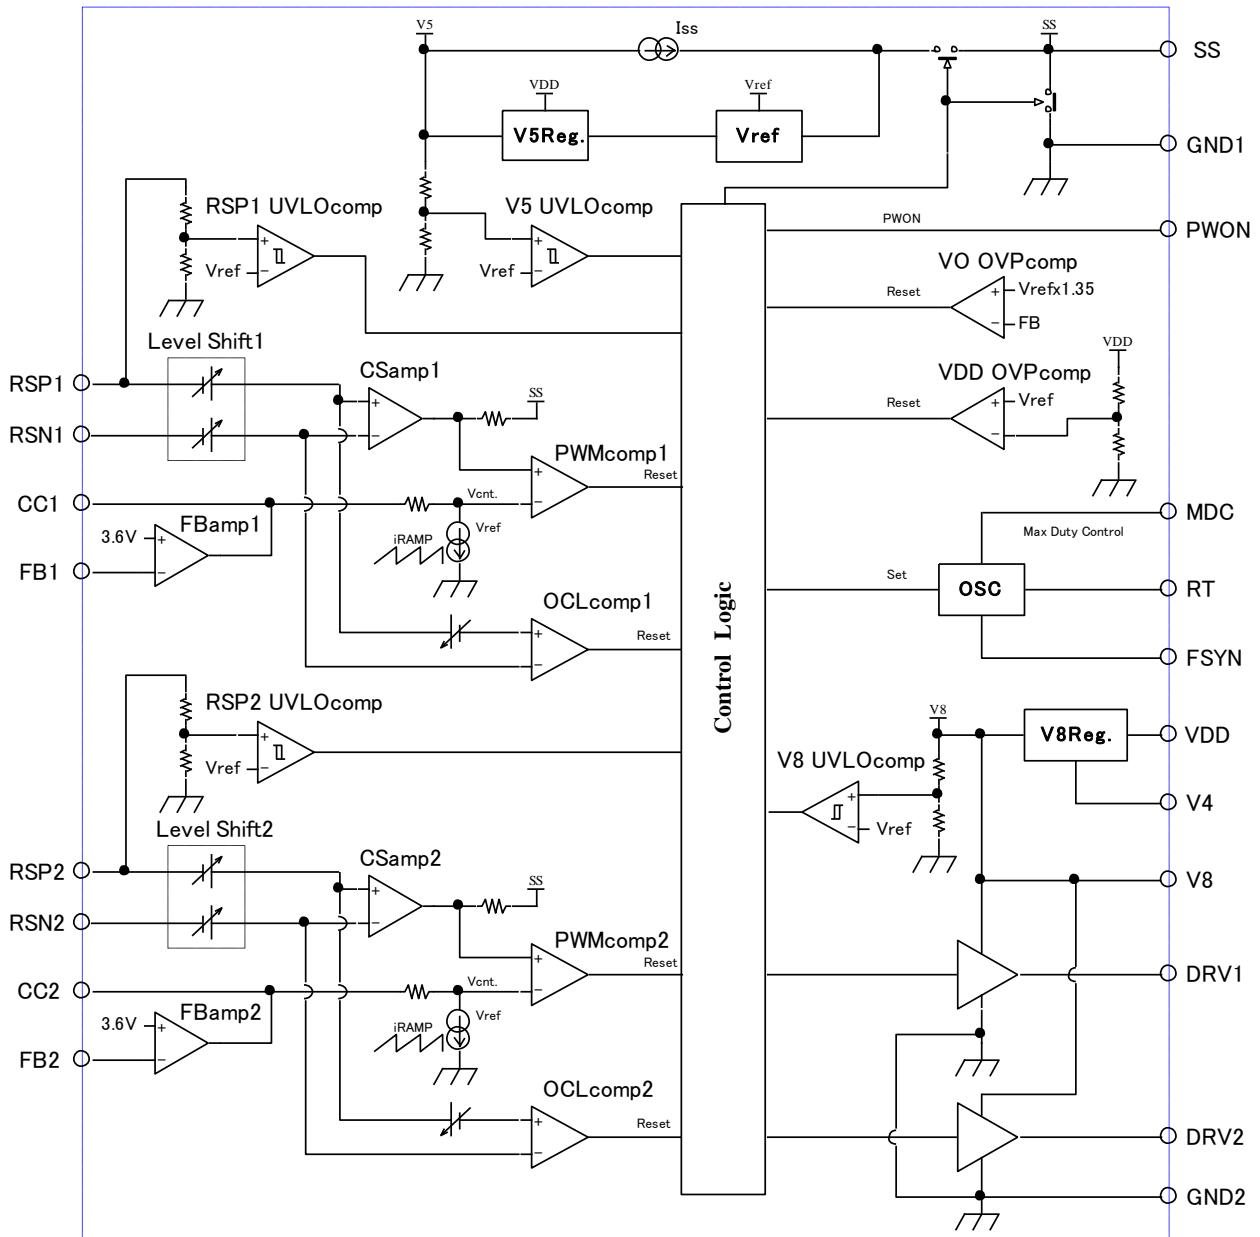 V5
Iss
SS
SS
VDD
Vref
V5Reg.
Vref
GND1
RSP1 UVLOcomp
V5 UVLOcomp
PWON
PWON
+
Vref
−
+
Vref
−
VO OVPcomp
Reset
+
Vrefx1.35
−
FB
Level Shift1
VDD
RSP1
CSamp1
VDD OVPcomp
Reset
+
Vref
−
SS
+
−
RSN1
PWMcomp1
Reset
CC1
Vcnt.
+
−
3.6V
+
−
FBamp1
iRAMP
Vref
MDC
Max Duty Control
FB1
Set
OSC
RT
OCLcomp1
Reset
+
−
FSYN
Control Logic
RSP2 UVLOcomp
+
Vref
−
V8
V8Reg.
VDD
V8 UVLOcomp
+
−
Vref
V4
Level Shift2
RSP2
CSamp2
SS
+
−
V8
RSN2
PWMcomp2
Reset
CC2
Vcnt.
+
−
DRV1
3.6V
+
−
FBamp2
iRAMP
Vref
FB2
OCLcomp2
Reset
+
−
DRV2
GND2